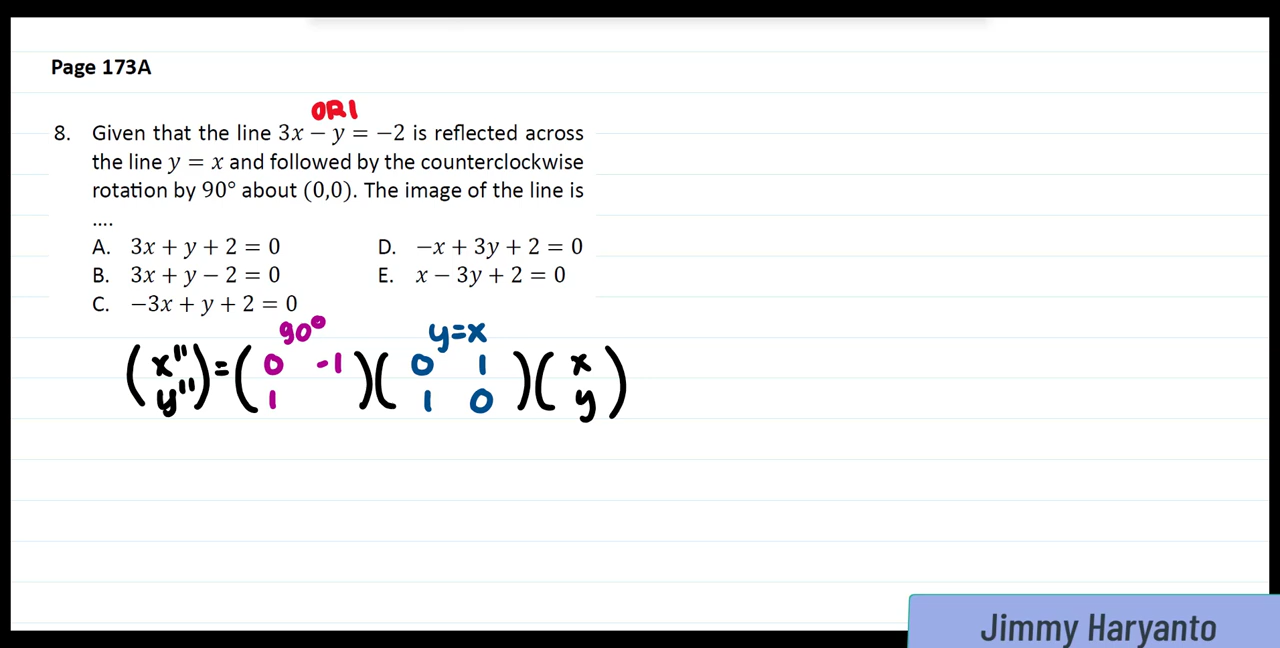 Page 173A
ORI
8. Given that the line 3x − y = −2 is reflected across
the line y = x and followed by the counterclockwise
rotation by 90° about (0,0). The image of the line is
....
A. 3x + y + 2 = 0 D. −x + 3y + 2 = 0
B. 3x + y − 2 = 0 E. x − 3y + 2 = 0
C. −3x + y + 2 = 0
90° y=x
(x'') = (0 -1)(0 1)(x)
(y'') (1 )(1 0)(y)
Jimmy Haryanto